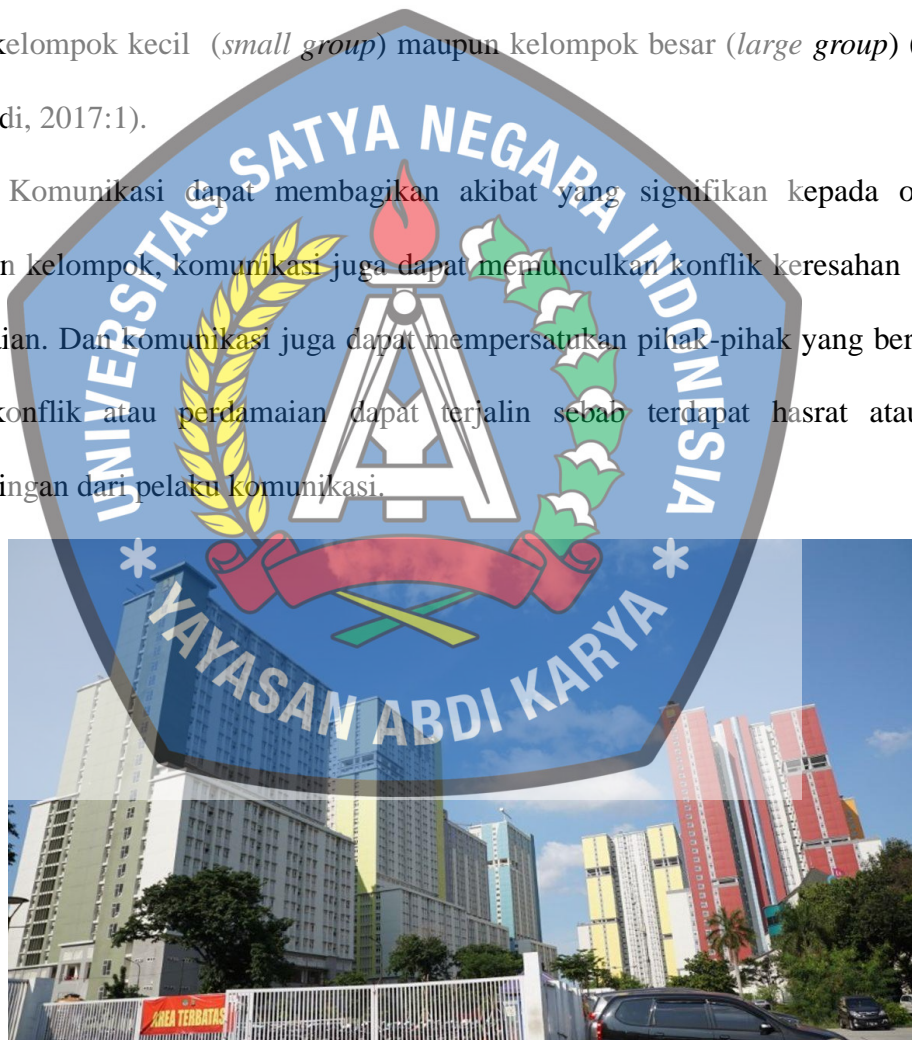 kelompok kecil (small group) maupun kelompok besar (large group) (
di, 2017:1).
Komunikasi dapat membagikan akibat yang signifikan kepada o
n kelompok, komunikasi juga dapat memunculkan konflik keresahan
ian. Dan komunikasi juga dapat mempersatukan pihak-pihak yang ber
konflik atau perdamaian dapat terjalin sebab terdapat hasrat atau
ingan dari pelaku komunikasi.
UNIVERSITAS SATYA NEGARA INDONESIA
YAYASAN ABDI KARYA
AREA TERBATAS